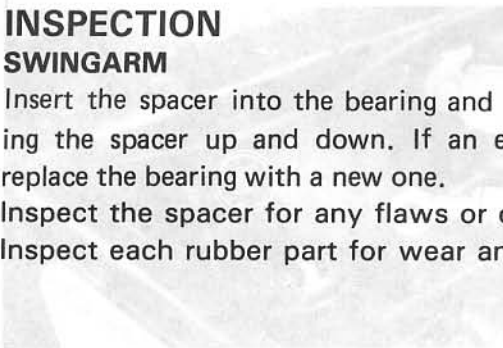 INSPECTION
SWINGARM
Insert the spacer into the bearing and
ing the spacer up and down. If an
replace the bearing with a new one.
Inspect the spacer for any flaws or
Inspect each rubber part for wear